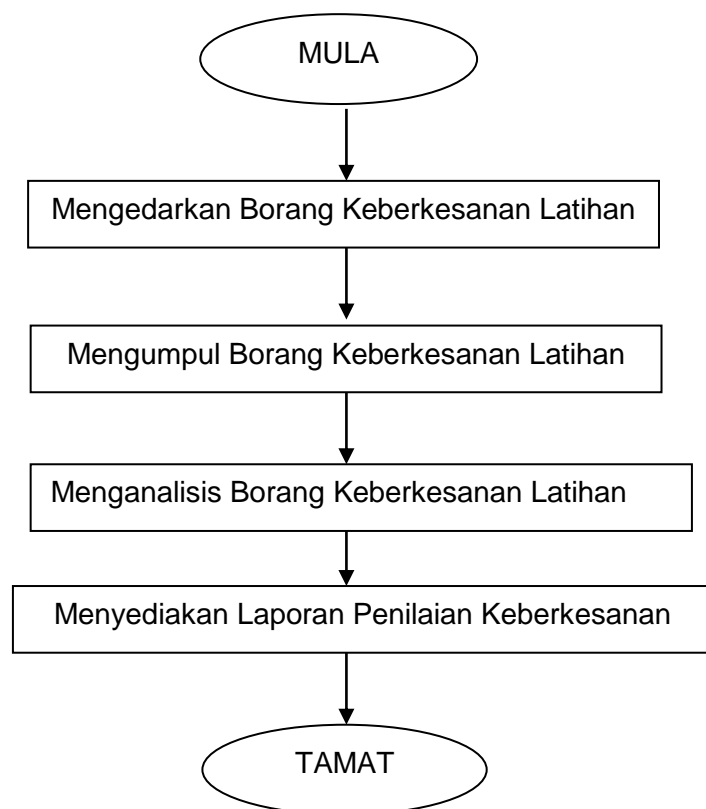 MULA
Mengedarkan Borang Keberkesanan Latihan
Mengumpul Borang Keberkesanan Latihan
Menganalisis Borang Keberkesanan Latihan
Menyediakan Laporan Penilaian Keberkesanan
TAMAT